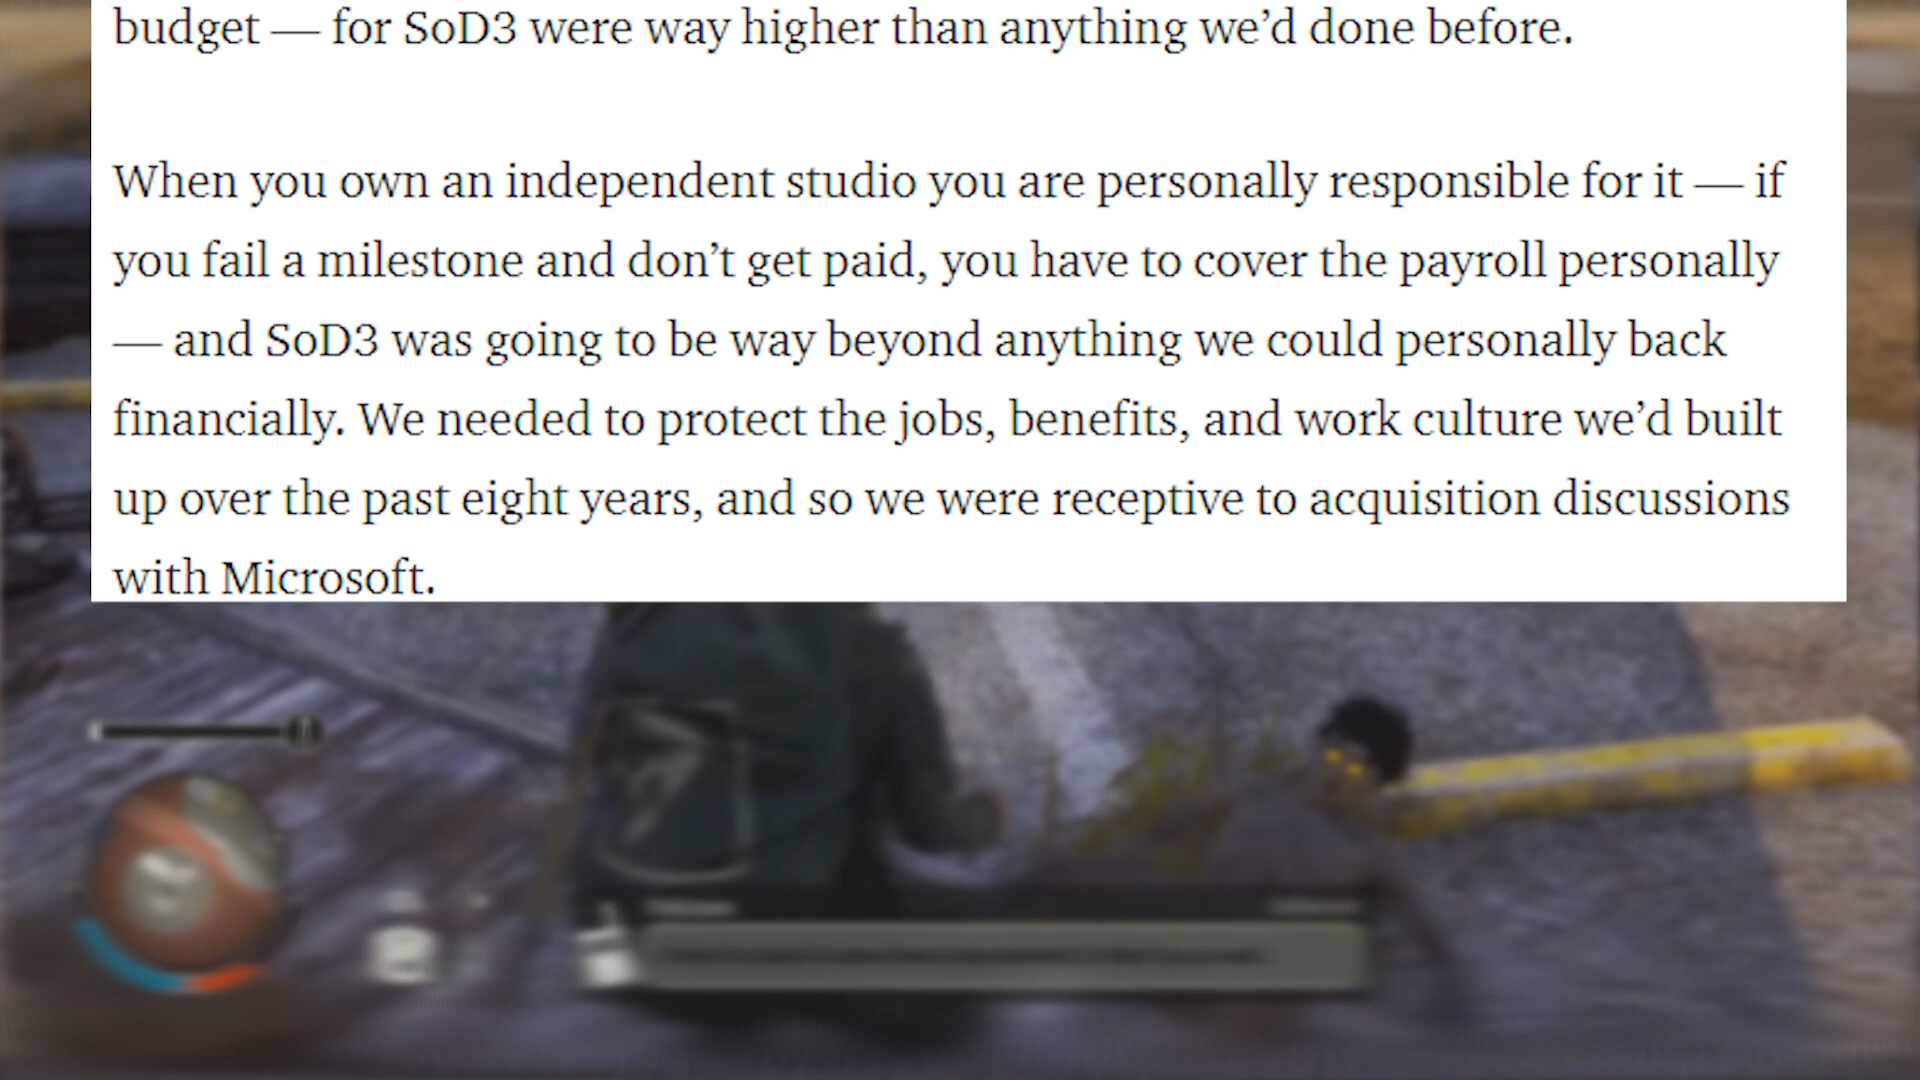 budget — for SoD3 were way higher than anything we’d done before.
When you own an independent studio you are personally responsible for it — if
you fail a milestone and don’t get paid, you have to cover the payroll personally
— and SoD3 was going to be way beyond anything we could personally back
financially. We needed to protect the jobs, benefits, and work culture we’d built
up over the past eight years, and so we were receptive to acquisition discussions
with Microsoft.